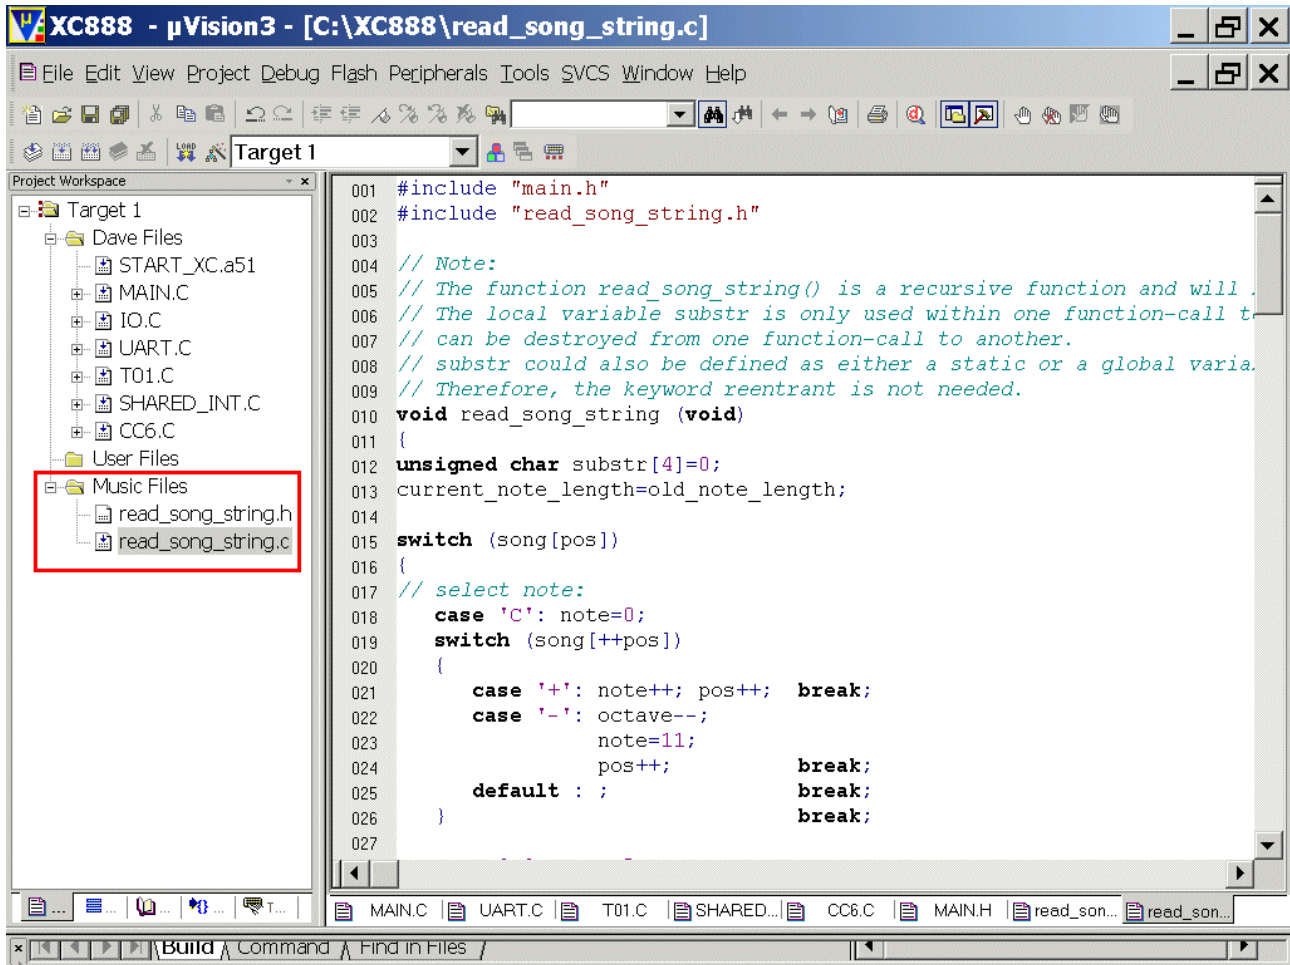 XC888 - µVision3 - [C:\XC888\read_song_string.c]
File Edit View Project Debug Flash Peripherals Tools SVCS Window Help
Target 1
Project Workspace
Target 1
Dave Files
START_XC.a51
MAIN.C
IO.C
UART.C
T01.C
SHARED_INT.C
CC6.C
User Files
Music Files
read_song_string.h
read_song_string.c
001 #include "main.h"
002 #include "read_song_string.h"
003
004 // Note:
005 // The function read_song_string() is a recursive function and will
006 // The local variable substr is only used within one function-call t
007 // can be destroyed from one function-call to another.
008 // substr could also be defined as either a static or a global varia
009 // Therefore, the keyword reentrant is not needed.
010 void read_song_string (void)
011 {
012 unsigned char substr[4]=0;
013 current_note_length=old_note_length;
014
015 switch (song[pos])
016 {
017 // select note:
018 case 'C': note=0;
019 switch (song[++pos])
020 {
021 case '+': note++; pos++; break;
022 case '-': octave--;
023 note=11;
024 pos++; break;
025 default : ; break;
026 } break;
027
... ... ... {} ... T...
MAIN.C UART.C T01.C SHARED... CC6.C MAIN.H read_son... read_son...
Build Command Find in Files